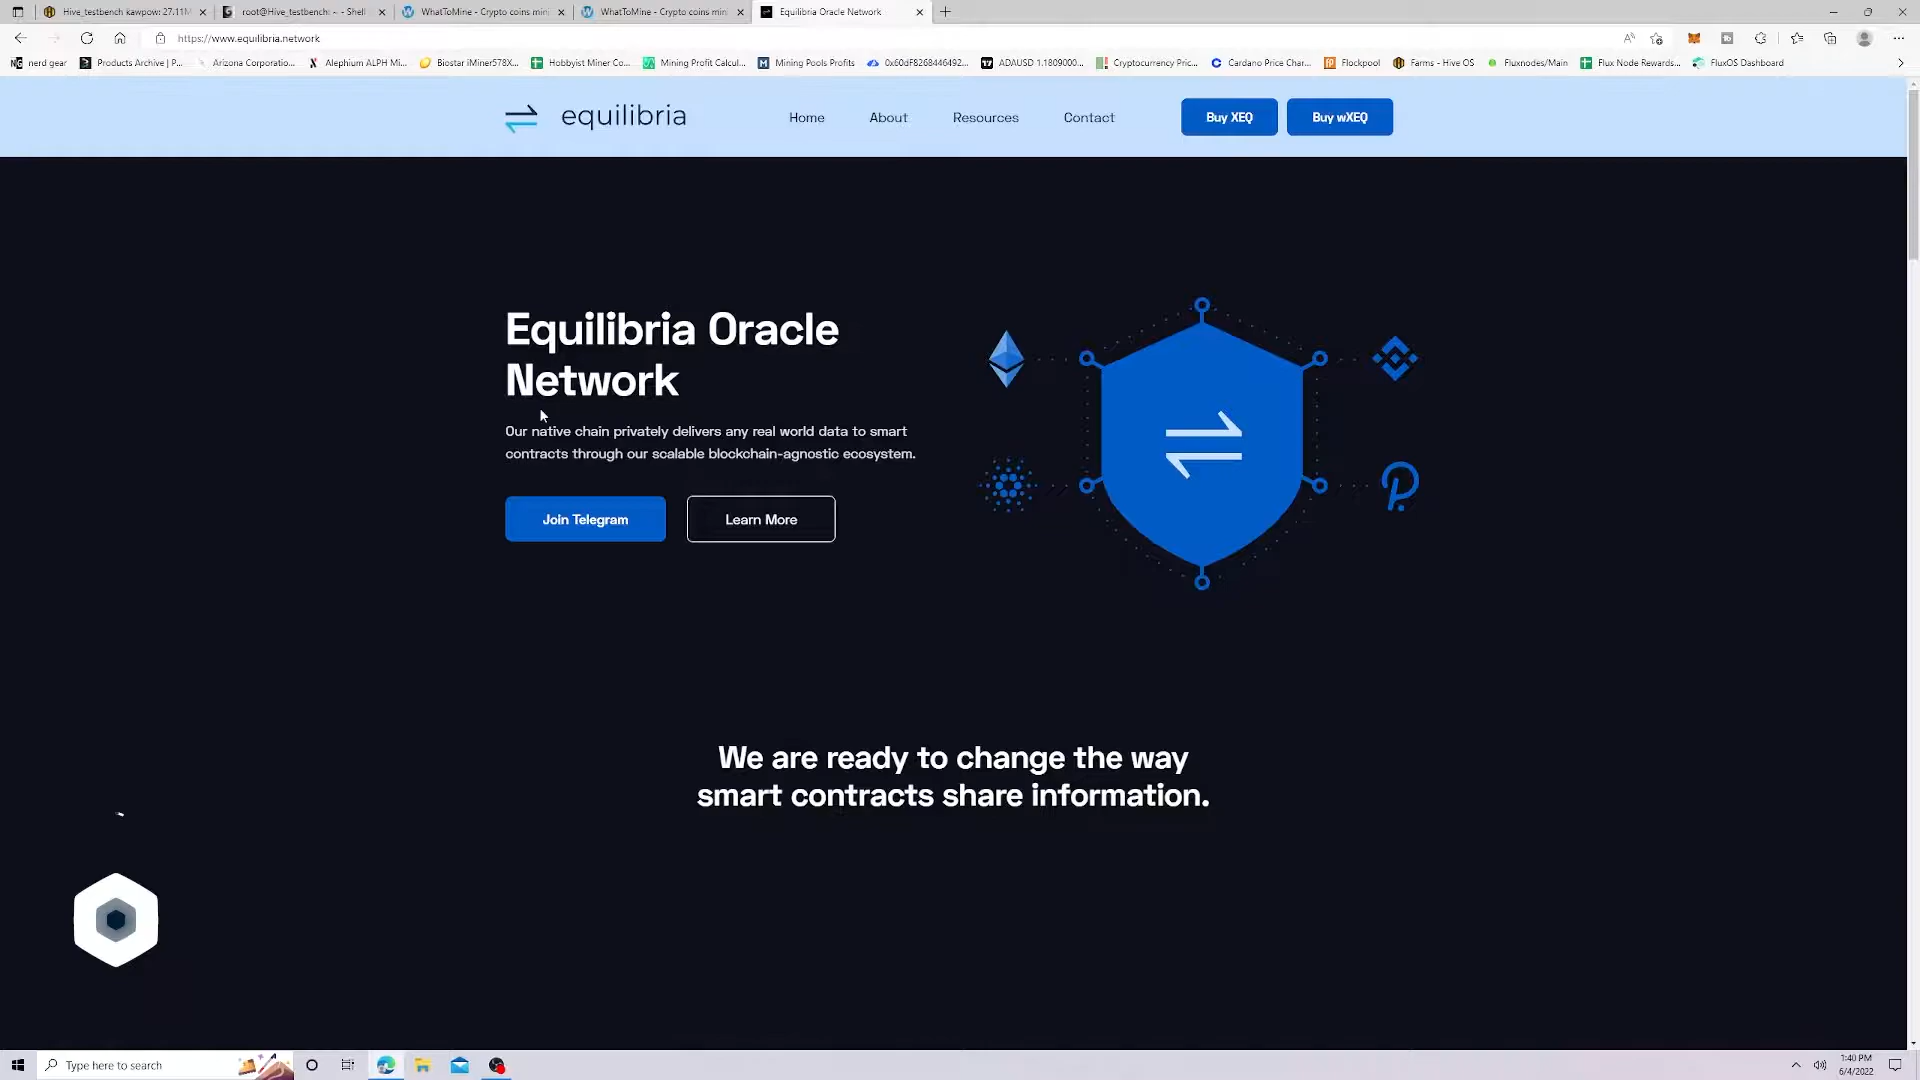 Hive_testbench kawpow: 27.11M
root@Hive_testbench: ~ - Shell
WhatToMine - Crypto coins min
WhatToMine - Crypto coins min
Equilibria Oracle Network
https://www.equilibria.network
nerd gear
Products Archive | P...
Arizona Corporatio...
Alephium ALPH Mi...
Biostar iMiner578X...
Hobbyist Miner Co...
Mining Profit Calcul...
Mining Pools Profits
0x60dF8268446492...
ADAUSD 1.1809000...
Cryptocurrency Pric...
Cardano Price Char...
Flockpool
Farms - Hive OS
Fluxnodes/Main
Flux Node Rewards...
FluxOS Dashboard
equilibria
Home
About
Resources
Contact
Buy XEQ
Buy wXEQ
Equilibria Oracle
Network
Our native chain privately delivers any real world data to smart
contracts through our scalable blockchain-agnostic ecosystem.
Join Telegram
Learn More
We are ready to change the way
smart contracts share information.
Type here to search
1:40 PM
6/4/2022